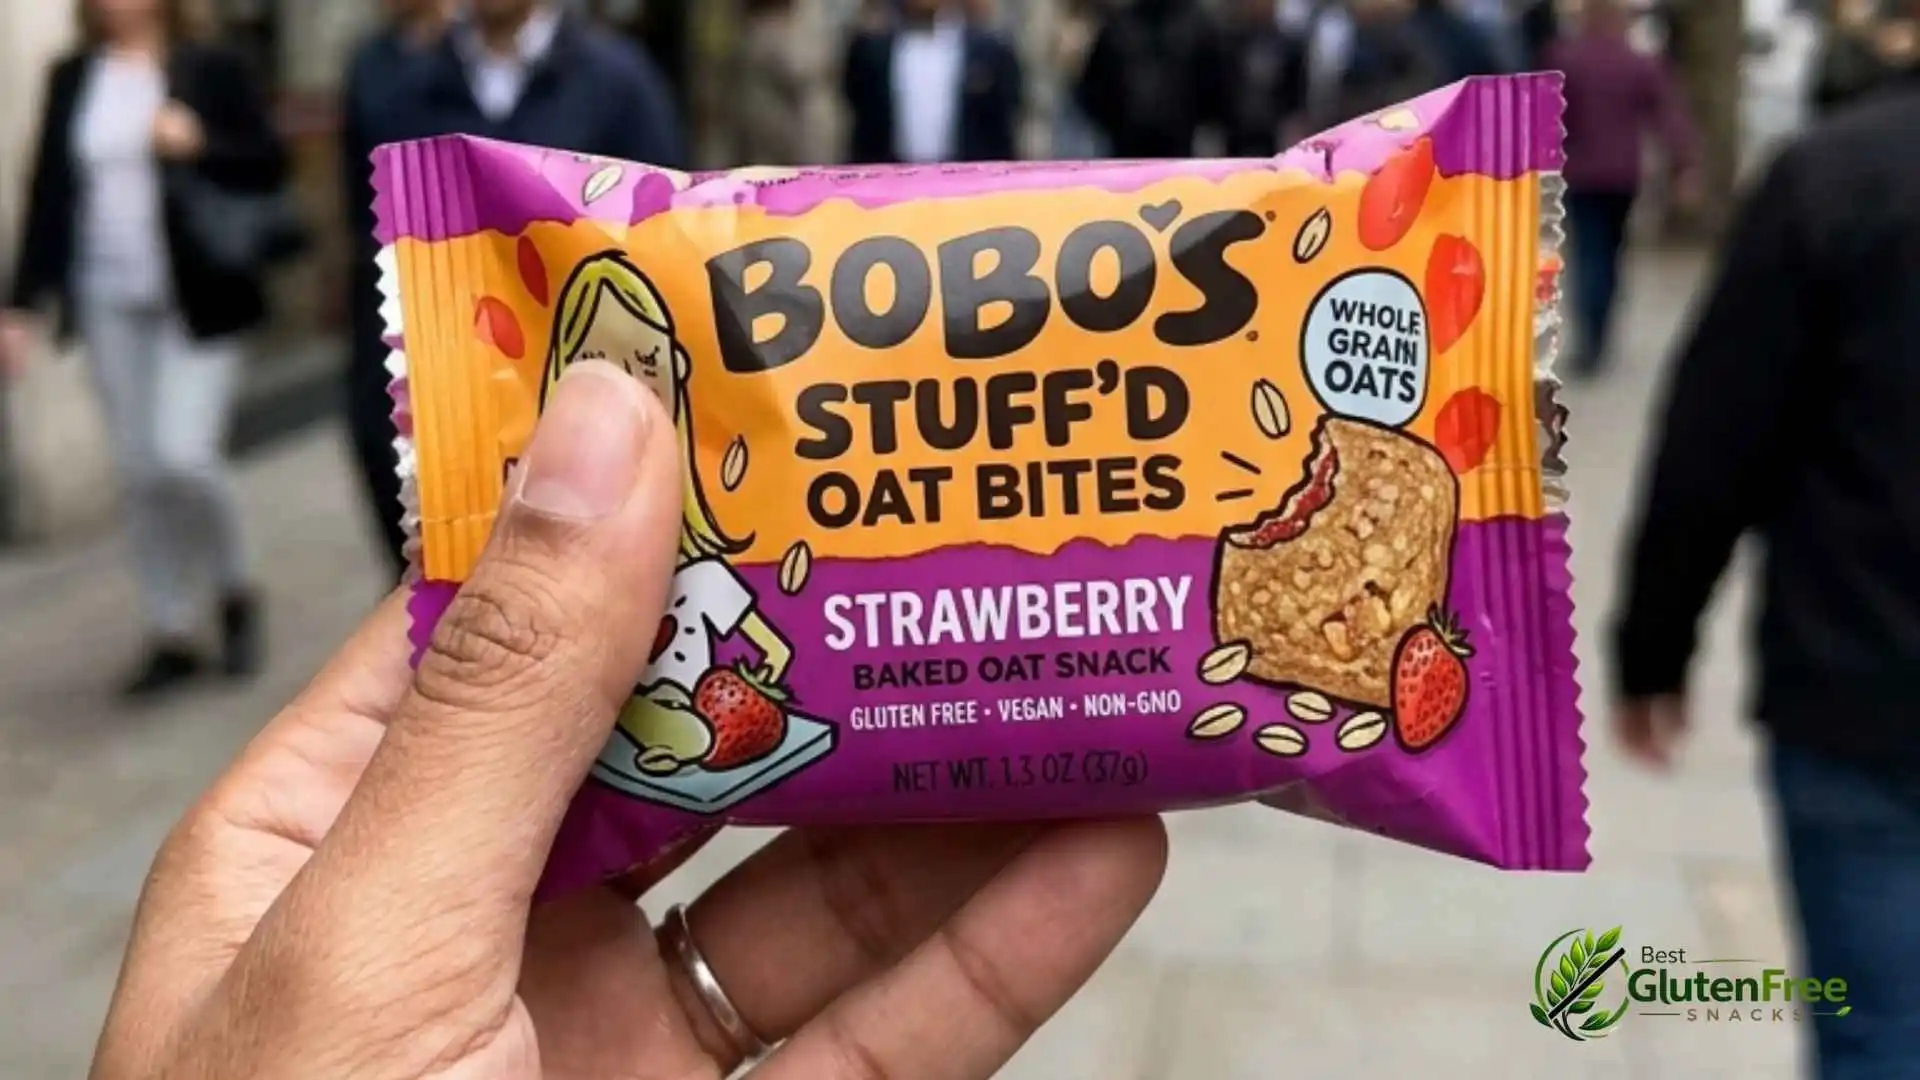 BOBO'S
STUFF'D
OAT BITES
WHOLE
GRAIN
OATS
STRAWBERRY
BAKED OAT SNACK
GLUTEN FREE • VEGAN • NON-GNO
NET WT. 1.3 OZ (37g)
Best
GlutenFree
SNACKS